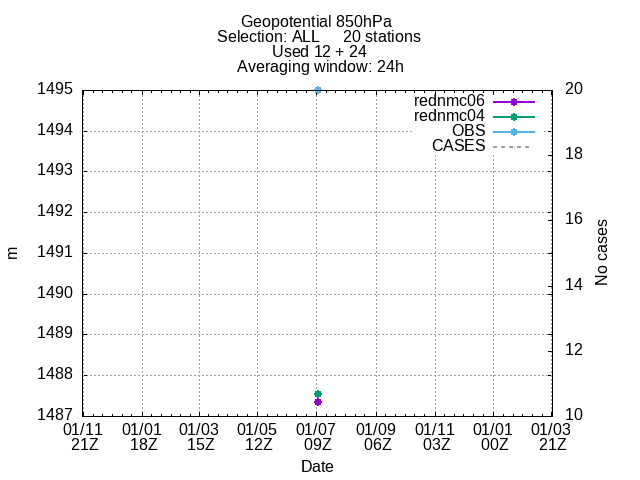 Geopotential 850hPa
Selection: ALL 20 stations
Used 12 + 24
Averaging window: 24h
1495
1494
1493
1492
1491
1490
1489
1488
1487
m
20
18
16
14
12
10
No cases
rednmc06
rednmc04
OBS
CASES
01/11 01/01 01/03 01/05 01/07 01/09 01/11 01/01 01/03
21Z 18Z 15Z 12Z 09Z 06Z 03Z 00Z 21Z
Date